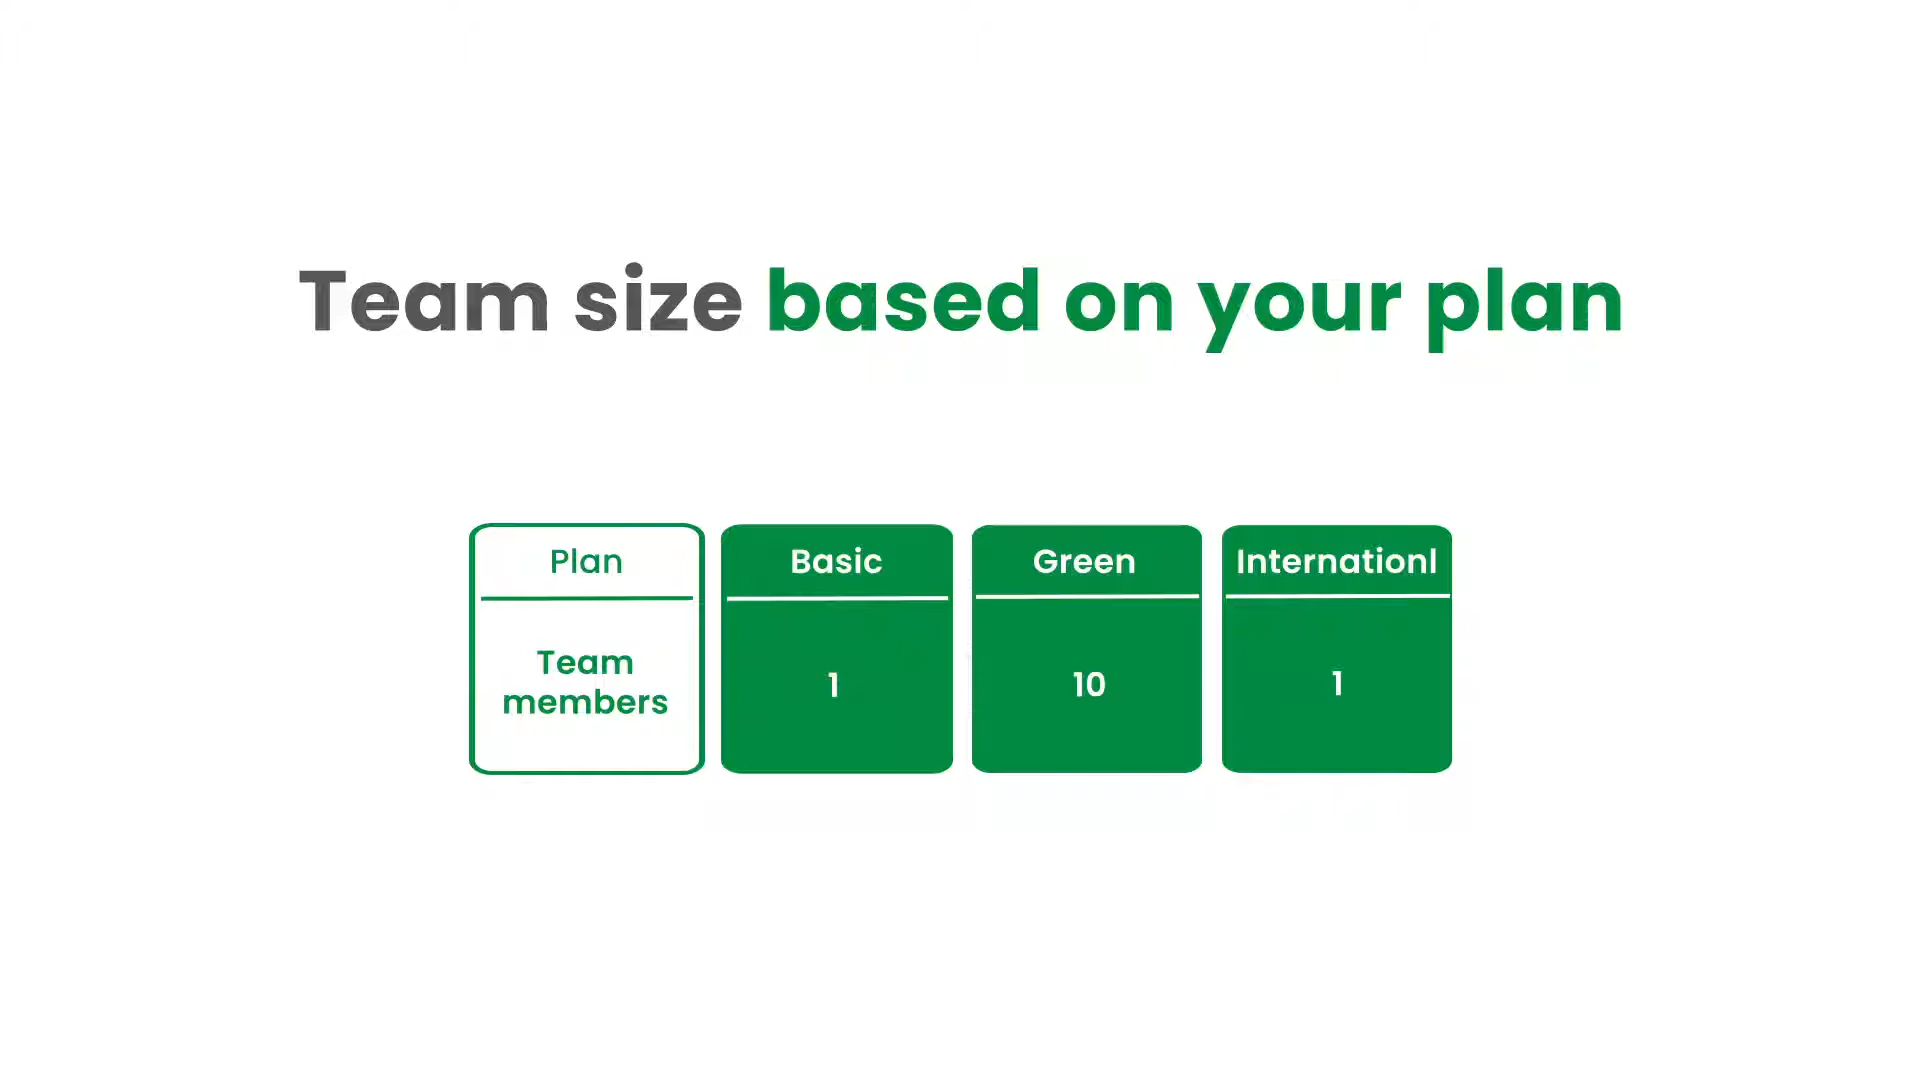 Team size based on your plan
Plan Basic Green Internationl
Team
members
1 10 1